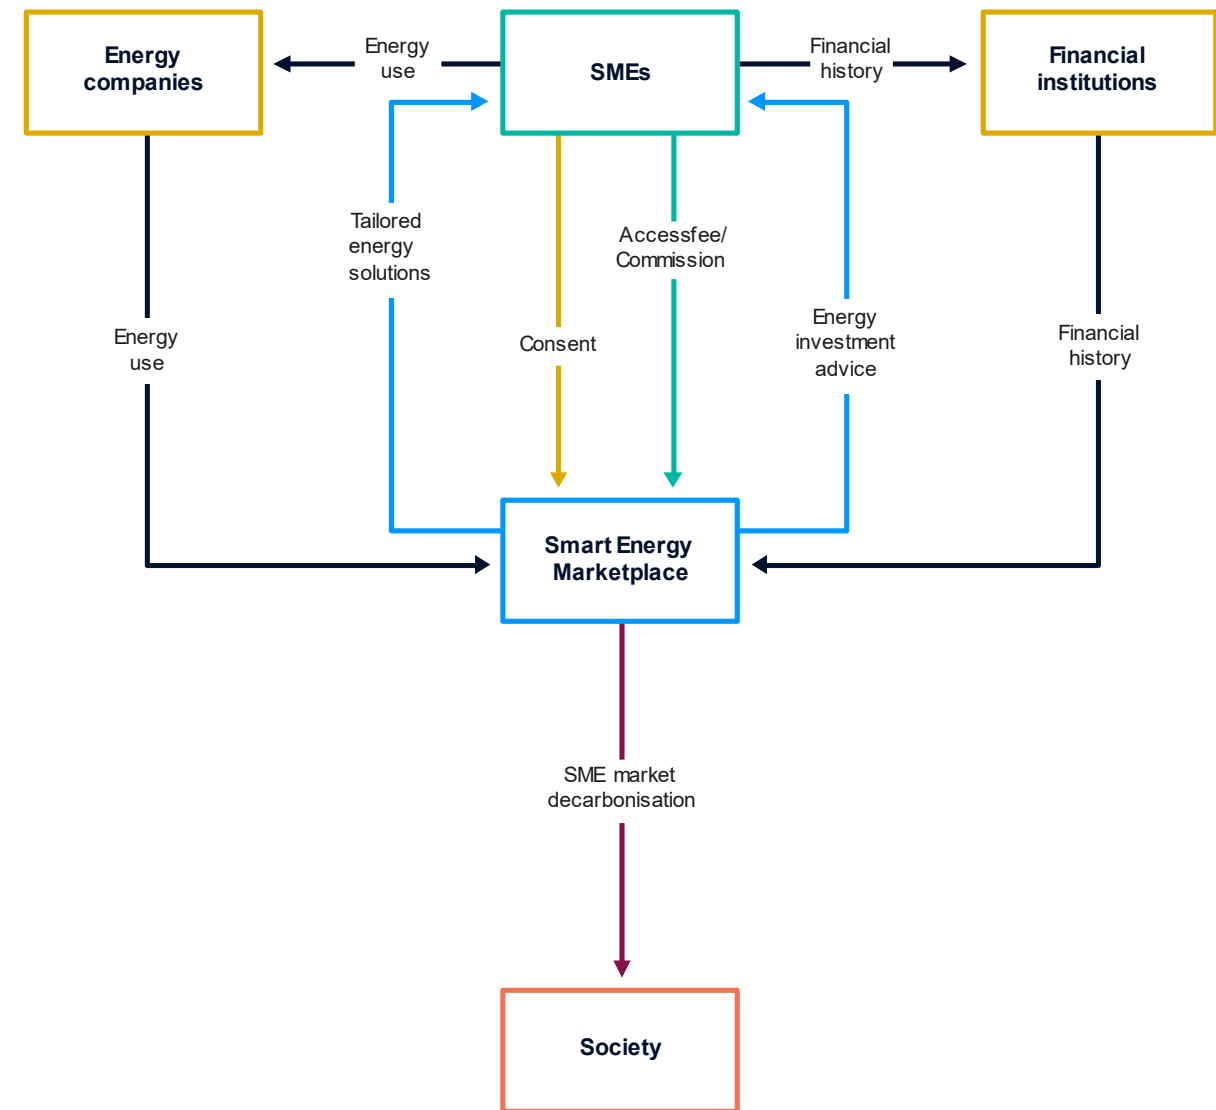 Energy
companies
Energy
use
SMEs
Financial
history
Financial
institutions
Tailored
energy
solutions
Accessfee/
Commission
Consent
Energy
investment
advice
Energy
use
Financial
history
Smart Energy
Marketplace
SME market
decarbonisation
Society